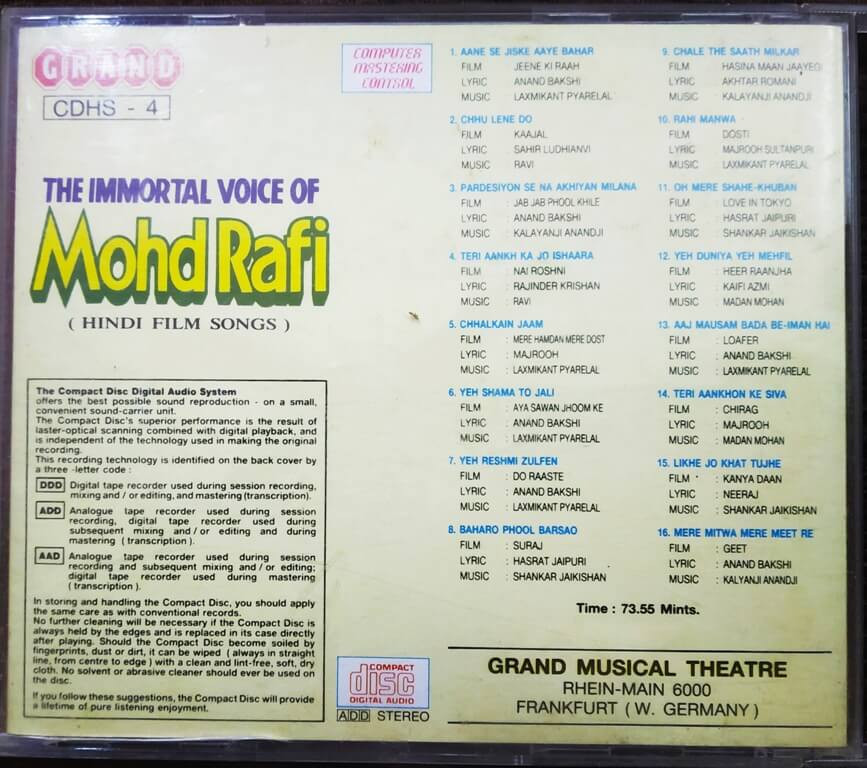 GRAND
CDHS - 4
COMPUTER
MASTERING
CONTROL
THE IMMORTAL VOICE OF
Mohd Rafi
( HINDI FILM SONGS )
The Compact Disc Digital Audio System
offers the best possible sound reproduction - on a small,
convenient sound-carrier unit.
The Compact Disc's superior performance is the result of
laster-optical scanning combined with digital playback, and
is independent of the technology used in making the original
recording.
This recording technology is identified on the back cover by
a three -letter code :
DDD Digital tape recorder used during session recording,
mixing and / or editing, and mastering (transcription).
ADD Analogue tape recorder used during session
recording, digital tape recorder used during
subsequent mixing and / or editing and during
mastering ( transcription ).
AAD Analogue tape recorder used during session
recording and subsequent mixing and / or editing;
digital tape recorder used during mastering
( transcription ).
In storing and handling the Compact Disc, you should apply
the same care as with conventional records.
No further cleaning will be necessary if the Compact Disc is
always held by the edges and is replaced in its case directly
after playing. Should the Compact Disc become soiled by
fingerprints, dust or dirt, it can be wiped ( always in straight
line, from centre to edge ) with a clean and lint-free, soft, dry
cloth. No solvent or abrasive cleaner should ever be used on
the disc.
If you follow these suggestions, the Compact Disc will provide
a lifetime of pure listening enjoyment.
COMPACT
disc
DIGITAL AUDIO
ADD STEREO
1. AANE SE JISKE AAYE BAHAR
FILM JEENE KI RAAH
LYRIC ANAND BAKSHI
MUSIC LAXMIKANT PYARELAL
2. CHHU LENE DO
FILM KAAJAL
LYRIC SAHIR LUDHIANVI
MUSIC RAVI
3. PARDESIYON SE NA AKHIYAN MILANA
FILM : JAB JAB PHOOL KHILE
LYRIC : ANAND BAKSHI
MUSIC : KALAYANJI ANANDJI
4. TERI AANKH KA JO ISHAARA
FILM : NAI ROSHNI
LYRIC : RAJINDER KRISHAN
MUSIC : RAVI
5. CHHALKAIN JAAM
FILM : MERE HAMDAN MERE DOST
LYRIC : MAJROOH
MUSIC : LAXMIKANT PYARELAL
6. YEH SHAMA TO JALI
FILM : AYA SAWAN JHOOM KE
LYRIC : ANAND BAKSHI
MUSIC : LAXMIKANT PYARELAL
7. YEH RESHMI ZULFEN
FILM : DO RAASTE
LYRIC : ANAND BAKSHI
MUSIC : LAXMIKANT PYARELAL
8. BAHARO PHOOL BARSAO
FILM : SURAJ
LYRIC : HASRAT JAIPURI
MUSIC : SHANKAR JAIKISHAN
9. CHALE THE SAATH MILKAR
FILM : HASINA MAAN JAAYEGI
LYRIC : AKHTAR ROMANI
MUSIC : KALAYANJI ANANDJI
10. RAHI MANWA
FILM : DOSTI
LYRIC : MAJROOH SULTANPURI
MUSIC : LAXMIKANT PYARELAL
11. OH MERE SHAHE-KHUBAN
FILM : LOVE IN TOKYO
LYRIC : HASRAT JAIPURI
MUSIC : SHANKAR JAIKISHAN
12. YEH DUNIYA YEH MEHFIL
FILM : HEER RAANJHA
LYRIC : KAIFI AZMI
MUSIC : MADAN MOHAN
13. AAJ MAUSAM BADA BE-IMAN HAI
FILM : LOAFER
LYRIC : ANAND BAKSHI
MUSIC : LAXMIKANT PYARELAL
14. TERI AANKHON KE SIVA
FILM : CHIRAG
LYRIC : MAJROOH
MUSIC : MADAN MOHAN
15. LIKHE JO KHAT TUJHE
FILM : KANYA DAAN
LYRIC : NEERAJ
MUSIC : SHANKAR JAIKISHAN
16. MERE MITWA MERE MEET RE
FILM : GEET
LYRIC : ANAND BAKSHI
MUSIC : KALYANJI ANANDJI
Time : 73.55 Mints.
GRAND MUSICAL THEATRE
RHEIN-MAIN 6000
FRANKFURT ( W. GERMANY )